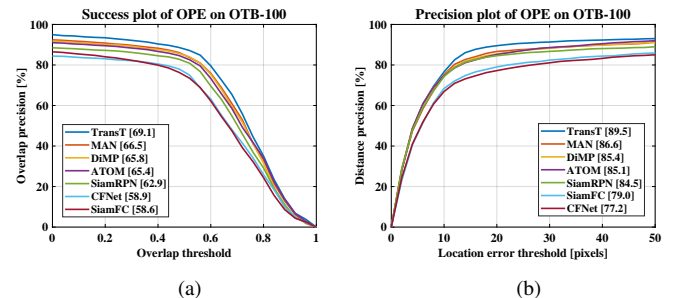 Success plot of OPE on OTB-100
Overlap precision [%]
100
80
60
40
20
0
TransT [69.1]
MAN [66.5]
DiMP [65.8]
ATOM [65.4]
SiamRPN [62.9]
CFNet [58.9]
SiamFC [58.6]
0 0.2 0.4 0.6 0.8 1
Overlap threshold
(a)
Precision plot of OPE on OTB-100
Distance precision [%]
100
80
60
40
20
0
TransT [89.5]
MAN [86.6]
DiMP [85.4]
ATOM [85.1]
SiamRPN [84.5]
SiamFC [79.0]
CFNet [77.2]
0 10 20 30 40 50
Location error threshold [pixels]
(b)